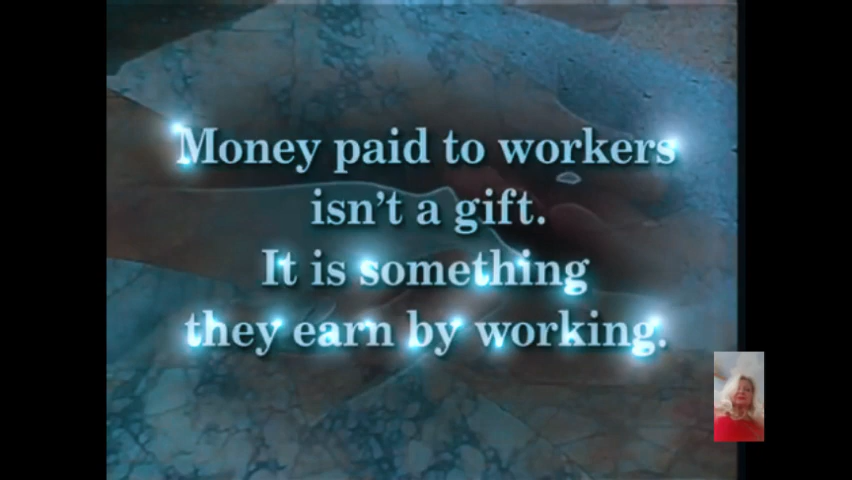 Money paid to workers
isn't a gift.
It is something
they earn by working.